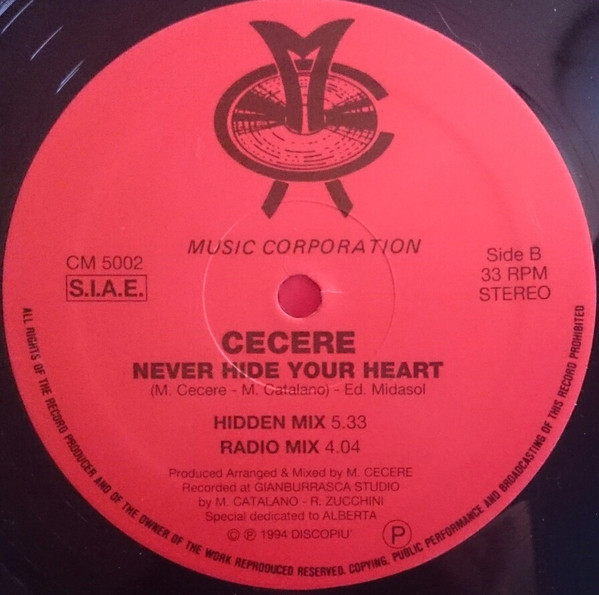 MC
MUSIC CORPORATION
CM 5002
S.I.A.E.
Side B
33 RPM
STEREO
CECERE
NEVER HIDE YOUR HEART
(M. Cecere - M. Catalano) - Ed. Midasol
HIDDEN MIX 5.33
RADIO MIX 4.04
Produced Arranged & Mixed by M. CECERE
Recorded at GIANBURRASCA STUDIO
by M. CATALANO - R. ZUCCHINI
Special dedicated to ALBERTA
© ℗ 1994 DISCOPIU'
P
ALL RIGHTS OF THE RECORD PRODUCER AND OF THE OWNER OF THE WORK REPRODUCED RESERVED. COPYING, PUBLIC PERFORMANCE AND BROADCASTING OF THIS RECORD PROHIBITED